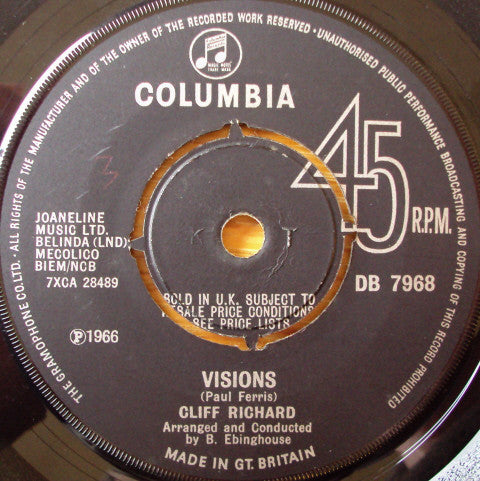 THE GRAMOPHONE CO. LTD. · ALL RIGHTS OF THE MANUFACTURER AND OF THE OWNER OF THE RECORDED WORK RESERVED · UNAUTHORISED PUBLIC PERFORMANCE BROADCASTING AND COPYING OF THIS RECORD PROHIBITED
COLUMBIA
45 R.P.M.
JOANELINE
MUSIC LTD.
BELINDA (LND)
MECOLICO
BIEM/NCB
7XCA 28489
DB 7968
K T
SOLD IN U.K. SUBJECT TO
RESALE PRICE CONDITIONS
SEE PRICE LISTS
Ⓟ1966
VISIONS
(Paul Ferris)
CLIFF RICHARD
Arranged and Conducted
by B. Ebinghouse
MADE IN GT. BRITAIN